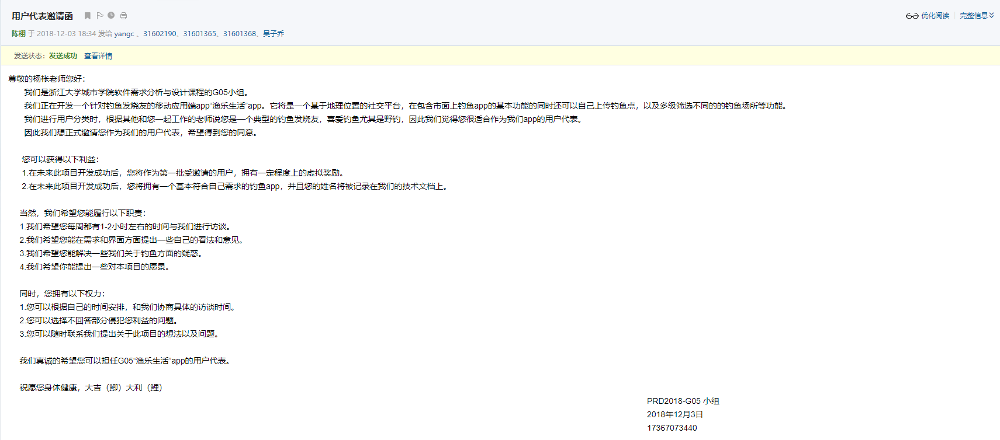 用户代表邀请函
优化阅读 完整信息
陈栩 于 2018-12-03 18:34 发给 yangc 、31602190、31601365、31601368、吴子乔
发送状态：发送成功 查看详情
尊敬的杨枨老师您好：
我们是浙江大学城市学院软件需求分析与设计课程的G05小组。
我们正在开发一个针对钓鱼发烧友的移动应用端app“渔乐生活”app。它将是一个基于地理位置的社交平台，在包含市面上钓鱼app的基本功能的同时还可以自己上传钓鱼点，以及多级筛选不同的的钓鱼场所等功能。
我们进行用户分类时，根据其他和您一起工作的老师说您是一个典型的钓鱼发烧友，喜爱钓鱼尤其是野钓，因此我们觉得您很适合作为我们app的用户代表。
因此我们想正式邀请您作为我们的用户代表，希望得到您的同意。
您可以获得以下利益：
1.在未来此项目开发成功后，您将作为第一批受邀请的用户，拥有一定程度上的虚拟奖励。
2.在未来此项目开发成功后，您将拥有一个基本符合自己需求的钓鱼app，并且您的姓名将被记录在我们的技术文档上。
当然，我们希望您能履行以下职责：
1.我们希望您每周都有1-2小时左右的时间与我们进行访谈。
2.我们希望您能在需求和界面方面提出一些自己的看法和意见。
3.我们希望您能解决一些我们关于钓鱼方面的疑惑。
4.我们希望你能提出一些对本项目的愿景。
同时，您拥有以下权力：
1.您可以根据自己的时间安排，和我们协商具体的访谈时间。
2.您可以选择不回答部分侵犯您利益的问题。
3.您可以随时联系我们提出关于此项目的想法以及问题。
我们真诚的希望您可以担任G05“渔乐生活”app的用户代表。
祝愿您身体健康，大吉（鲫）大利（鲤）
PRD2018-G05 小组
2018年12月3日
17367073440